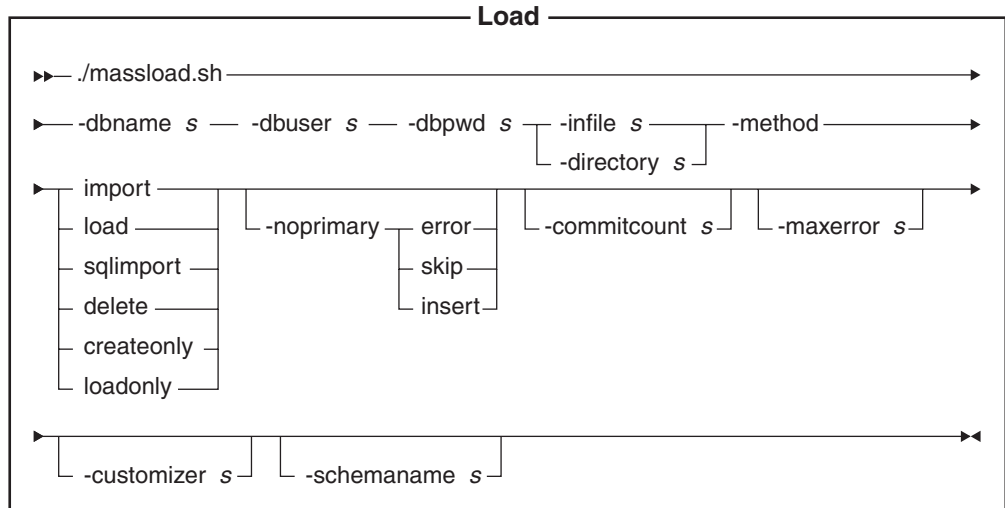 Load
./massload.sh
-dbname s -dbuser s -dbpwd s -infile s -method
-directory s
import
load -noprimary error -commitcount s -maxerror s
sqlimport skip
delete insert
createonly
loadonly
-customizer s -schemaname s